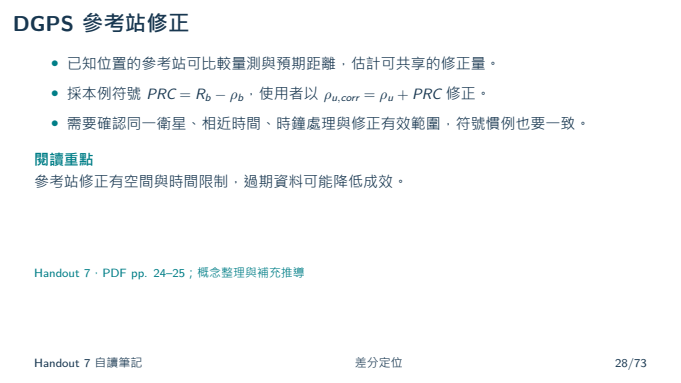 DGPS 參考站修正
• 已知位置的參考站可比較量測與預期距離，估計可共享的修正量。
• 採本例符號 PRC = R_b − ρ_b，使用者以 ρ_{u,corr} = ρ_u + PRC 修正。
• 需要確認同一衛星、相近時間、時鐘處理與修正有效範圍，符號慣例也要一致。
閱讀重點
參考站修正有空間與時間限制，過期資料可能降低成效。
Handout 7 · PDF pp. 24–25；概念整理與補充推導
Handout 7 自讀筆記 差分定位 28/73